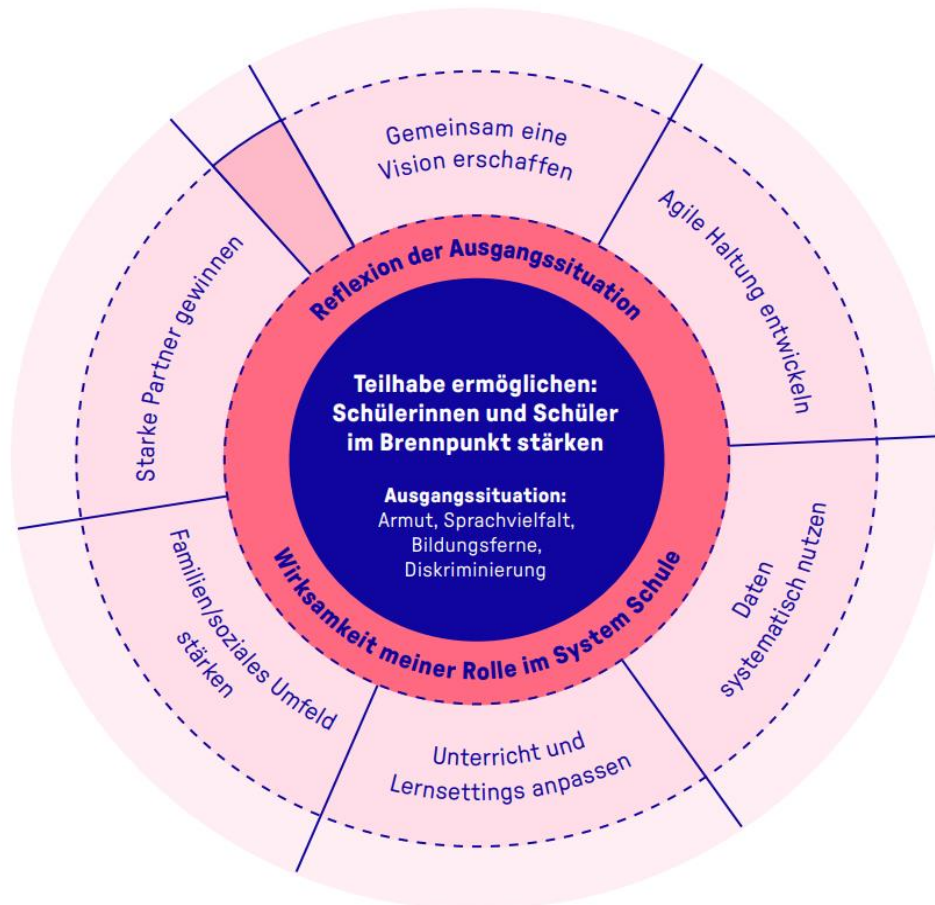 Gemeinsam eine
Vision erschaffen
Agile Haltung entwickeln
Daten
systematisch nutzen
Unterricht und
Lernsettings anpassen
Familien/soziales Umfeld
stärken
Starke Partner gewinnen
Reflexion der Ausgangssituation
Wirksamkeit meiner Rolle im System Schule
Teilhabe ermöglichen:
Schülerinnen und Schüler
im Brennpunkt stärken
Ausgangssituation:
Armut, Sprachvielfalt,
Bildungsferne,
Diskriminierung